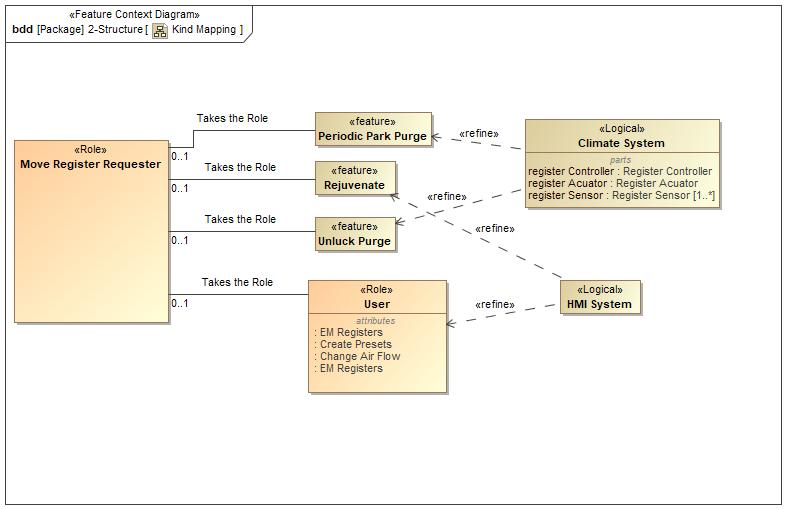 «Feature Context Diagram»
bdd [Package] 2-Structure [ Kind Mapping ]
«Role»
Move Register Requester
0..1
0..1
0..1
0..1
Takes the Role
Takes the Role
Takes the Role
Takes the Role
«feature»
Periodic Park Purge
«feature»
Rejuvenate
«feature»
Unluck Purge
«Role»
User
attributes
: EM Registers
: Create Presets
: Change Air Flow
: EM Registers
«refine»
«refine»
«refine»
«refine»
«Logical»
Climate System
parts
register Controller : Register Controller
register Acuator : Register Acuator
register Sensor : Register Sensor [1..*]
«Logical»
HMI System